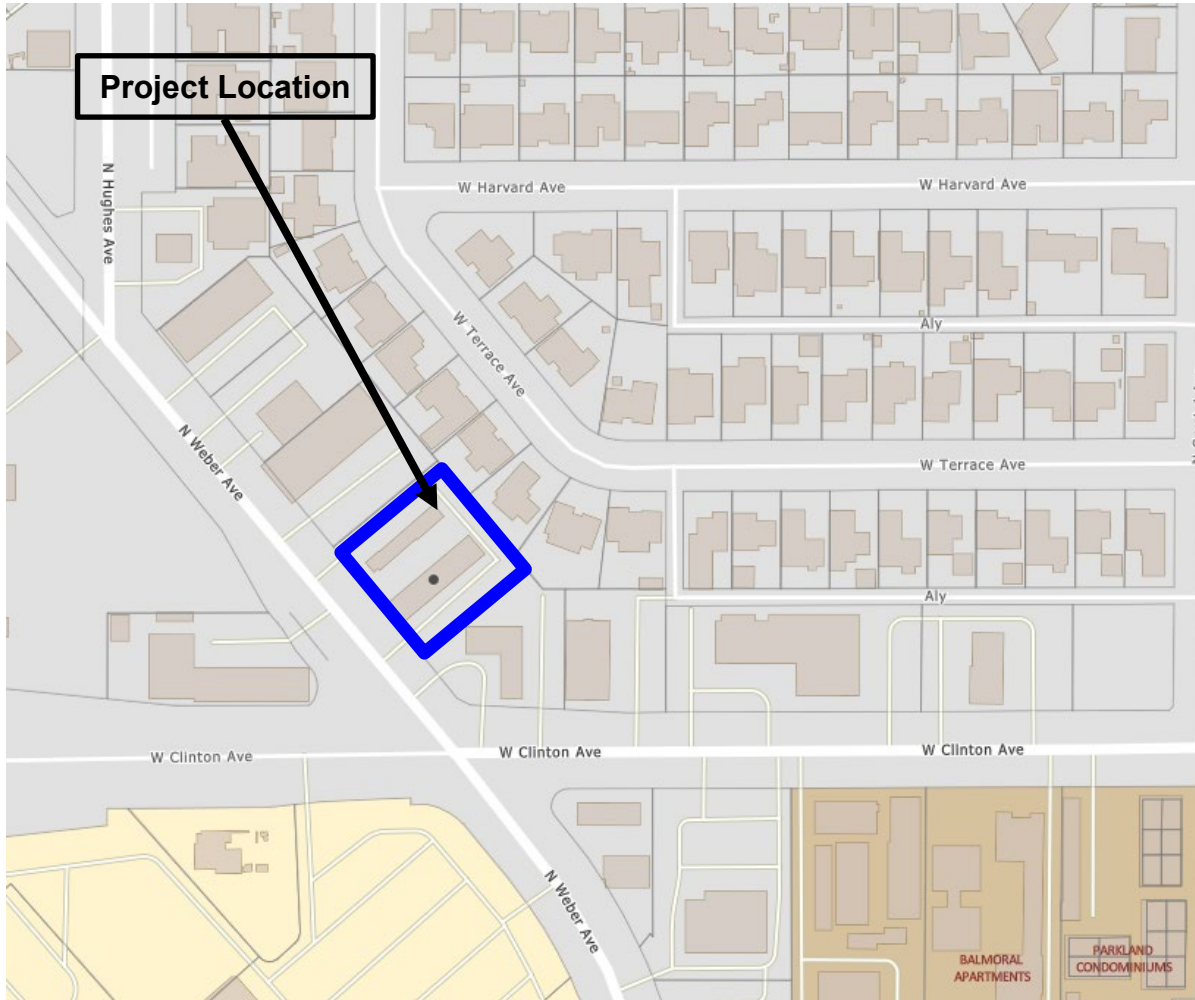 Project Location
N Hughes Ave
W Harvard Ave
W Harvard Ave
W Terrace Ave
Aly
N Weber Ave
W Terrace Ave
Aly
W Clinton Ave
W Clinton Ave
W Clinton Ave
N Weber Ave
BALMORAL
APARTMENTS
PARKLAND
CONDOMINIUMS